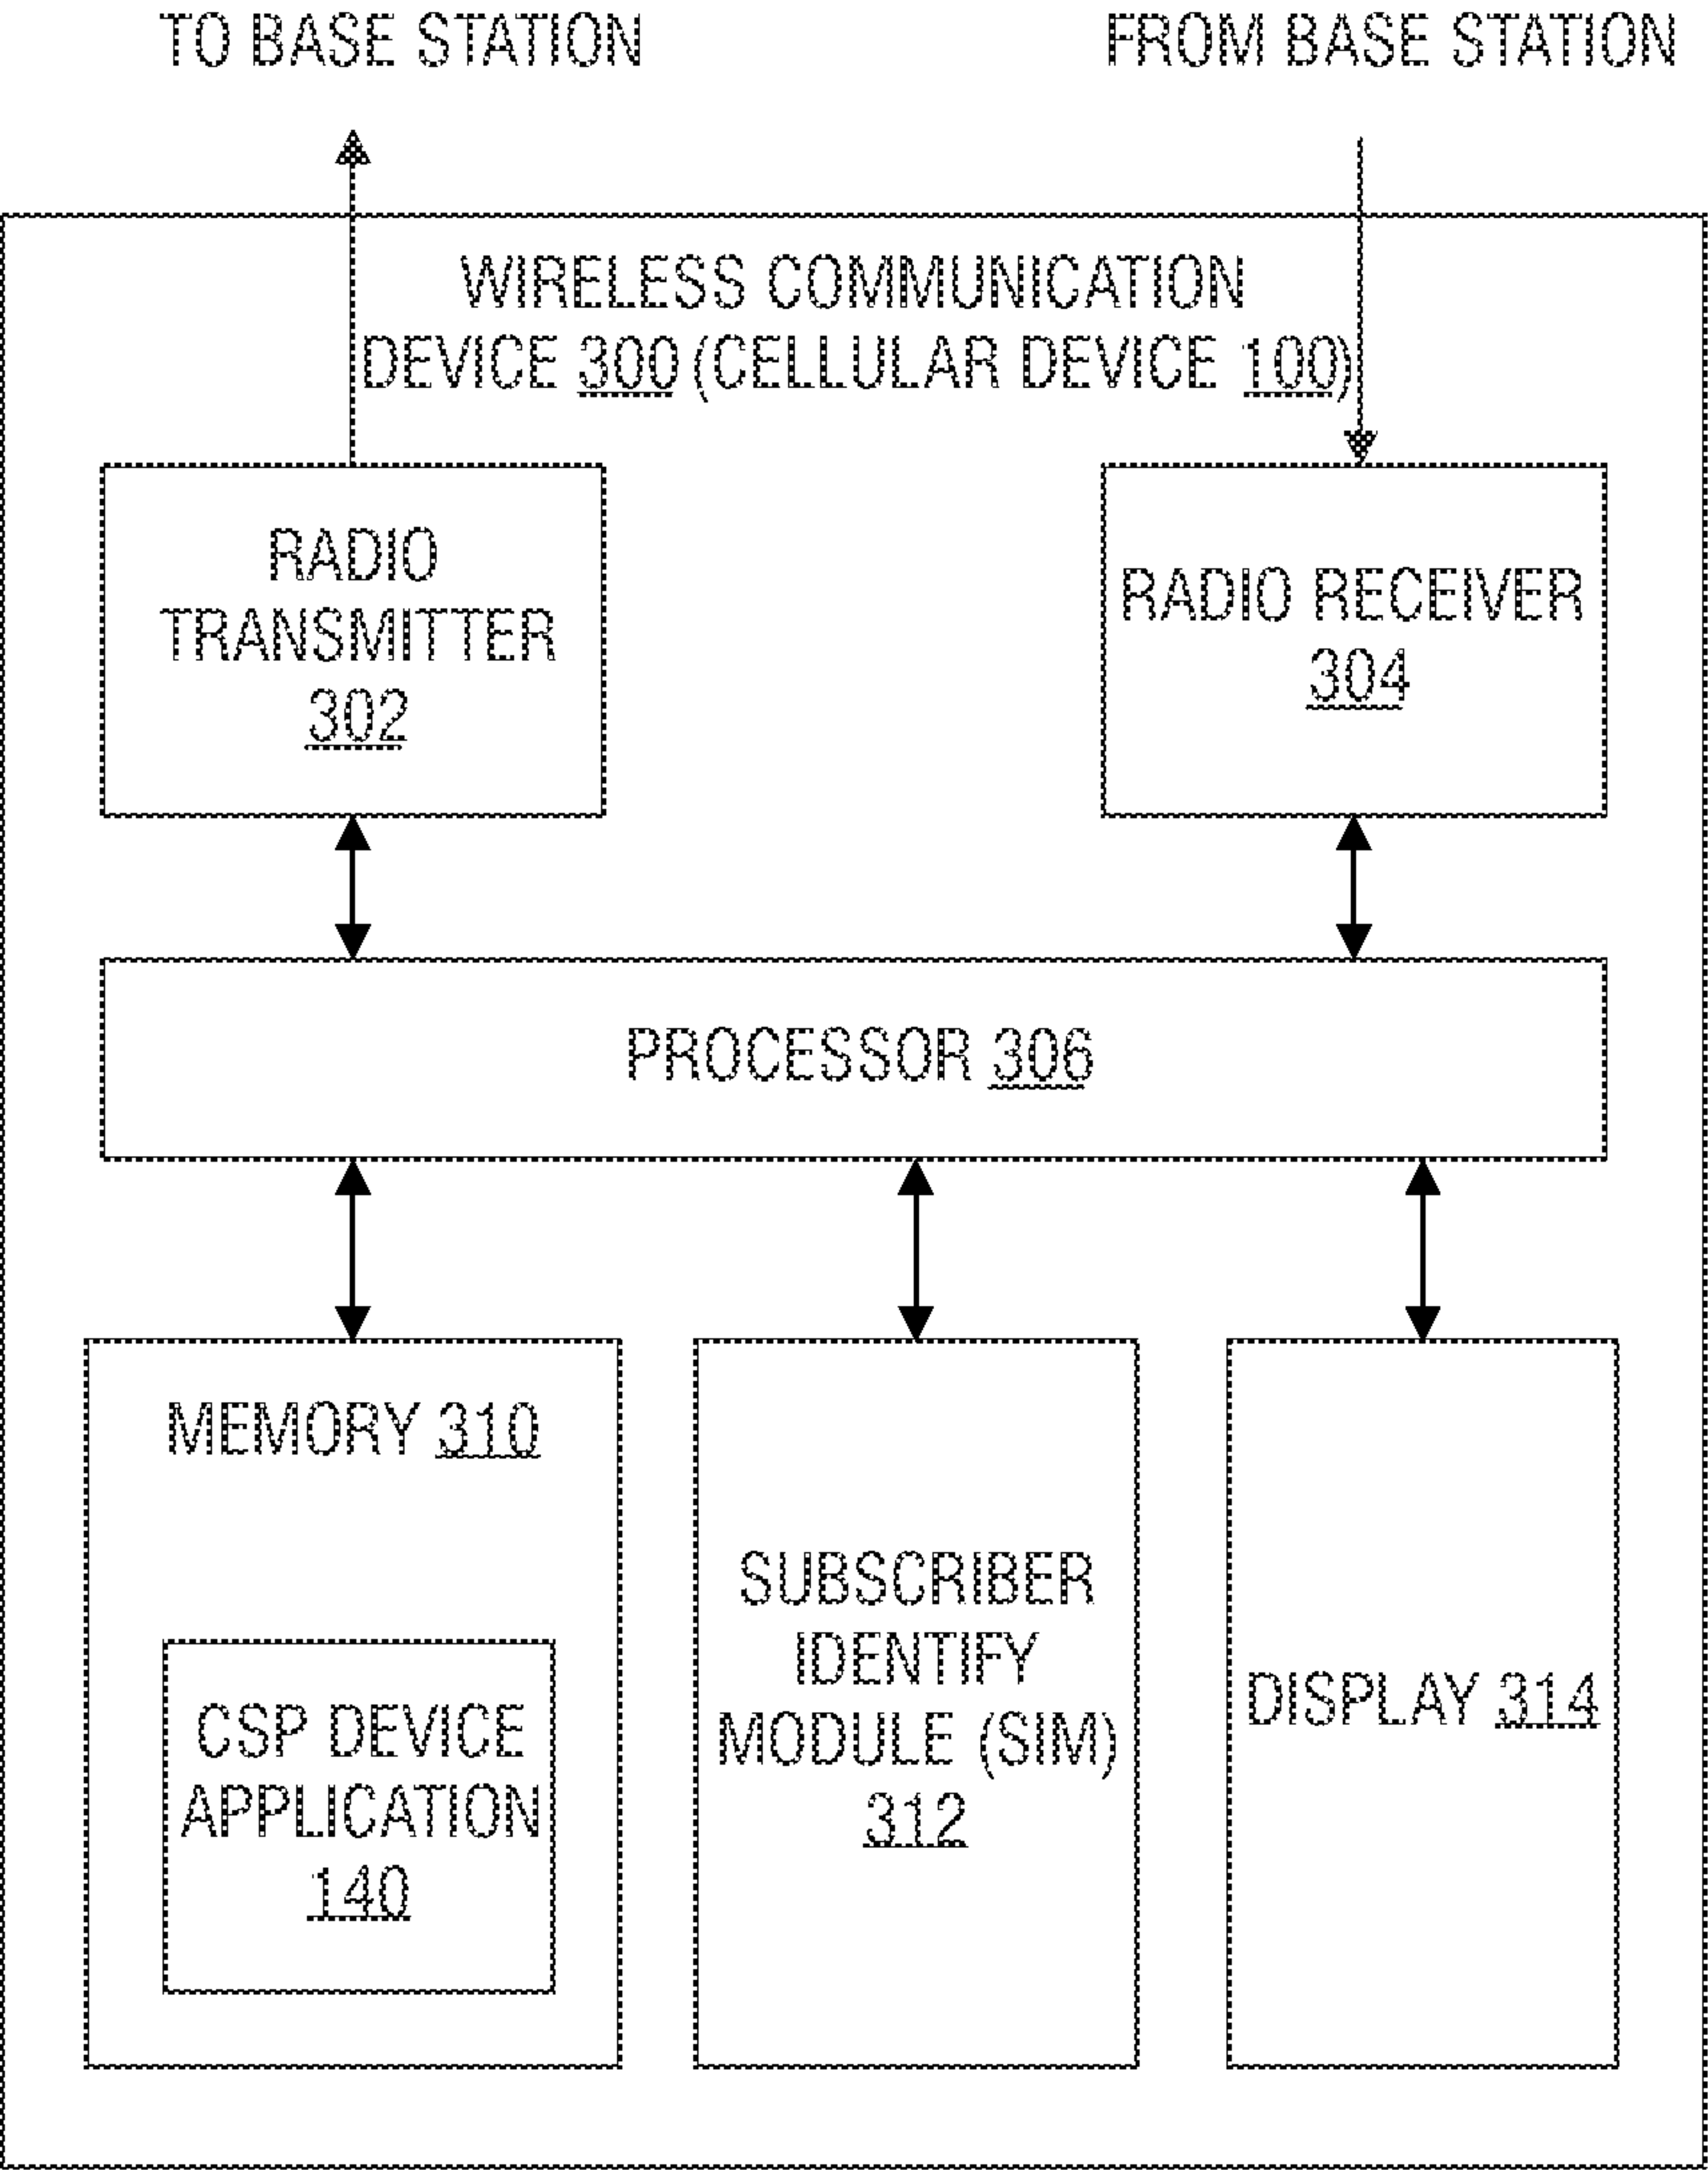 TO BASE STATION
FROM BASE STATION
WIRELESS COMMUNICATION
DEVICE 300 (CELLULAR DEVICE 100)
RADIO
TRANSMITTER
302
RADIO RECEIVER
304
PROCESSOR 306
MEMORY 310
CSP DEVICE
APPLICATION
140
SUBSCRIBER
IDENTIFY
MODULE (SIM)
312
DISPLAY 314